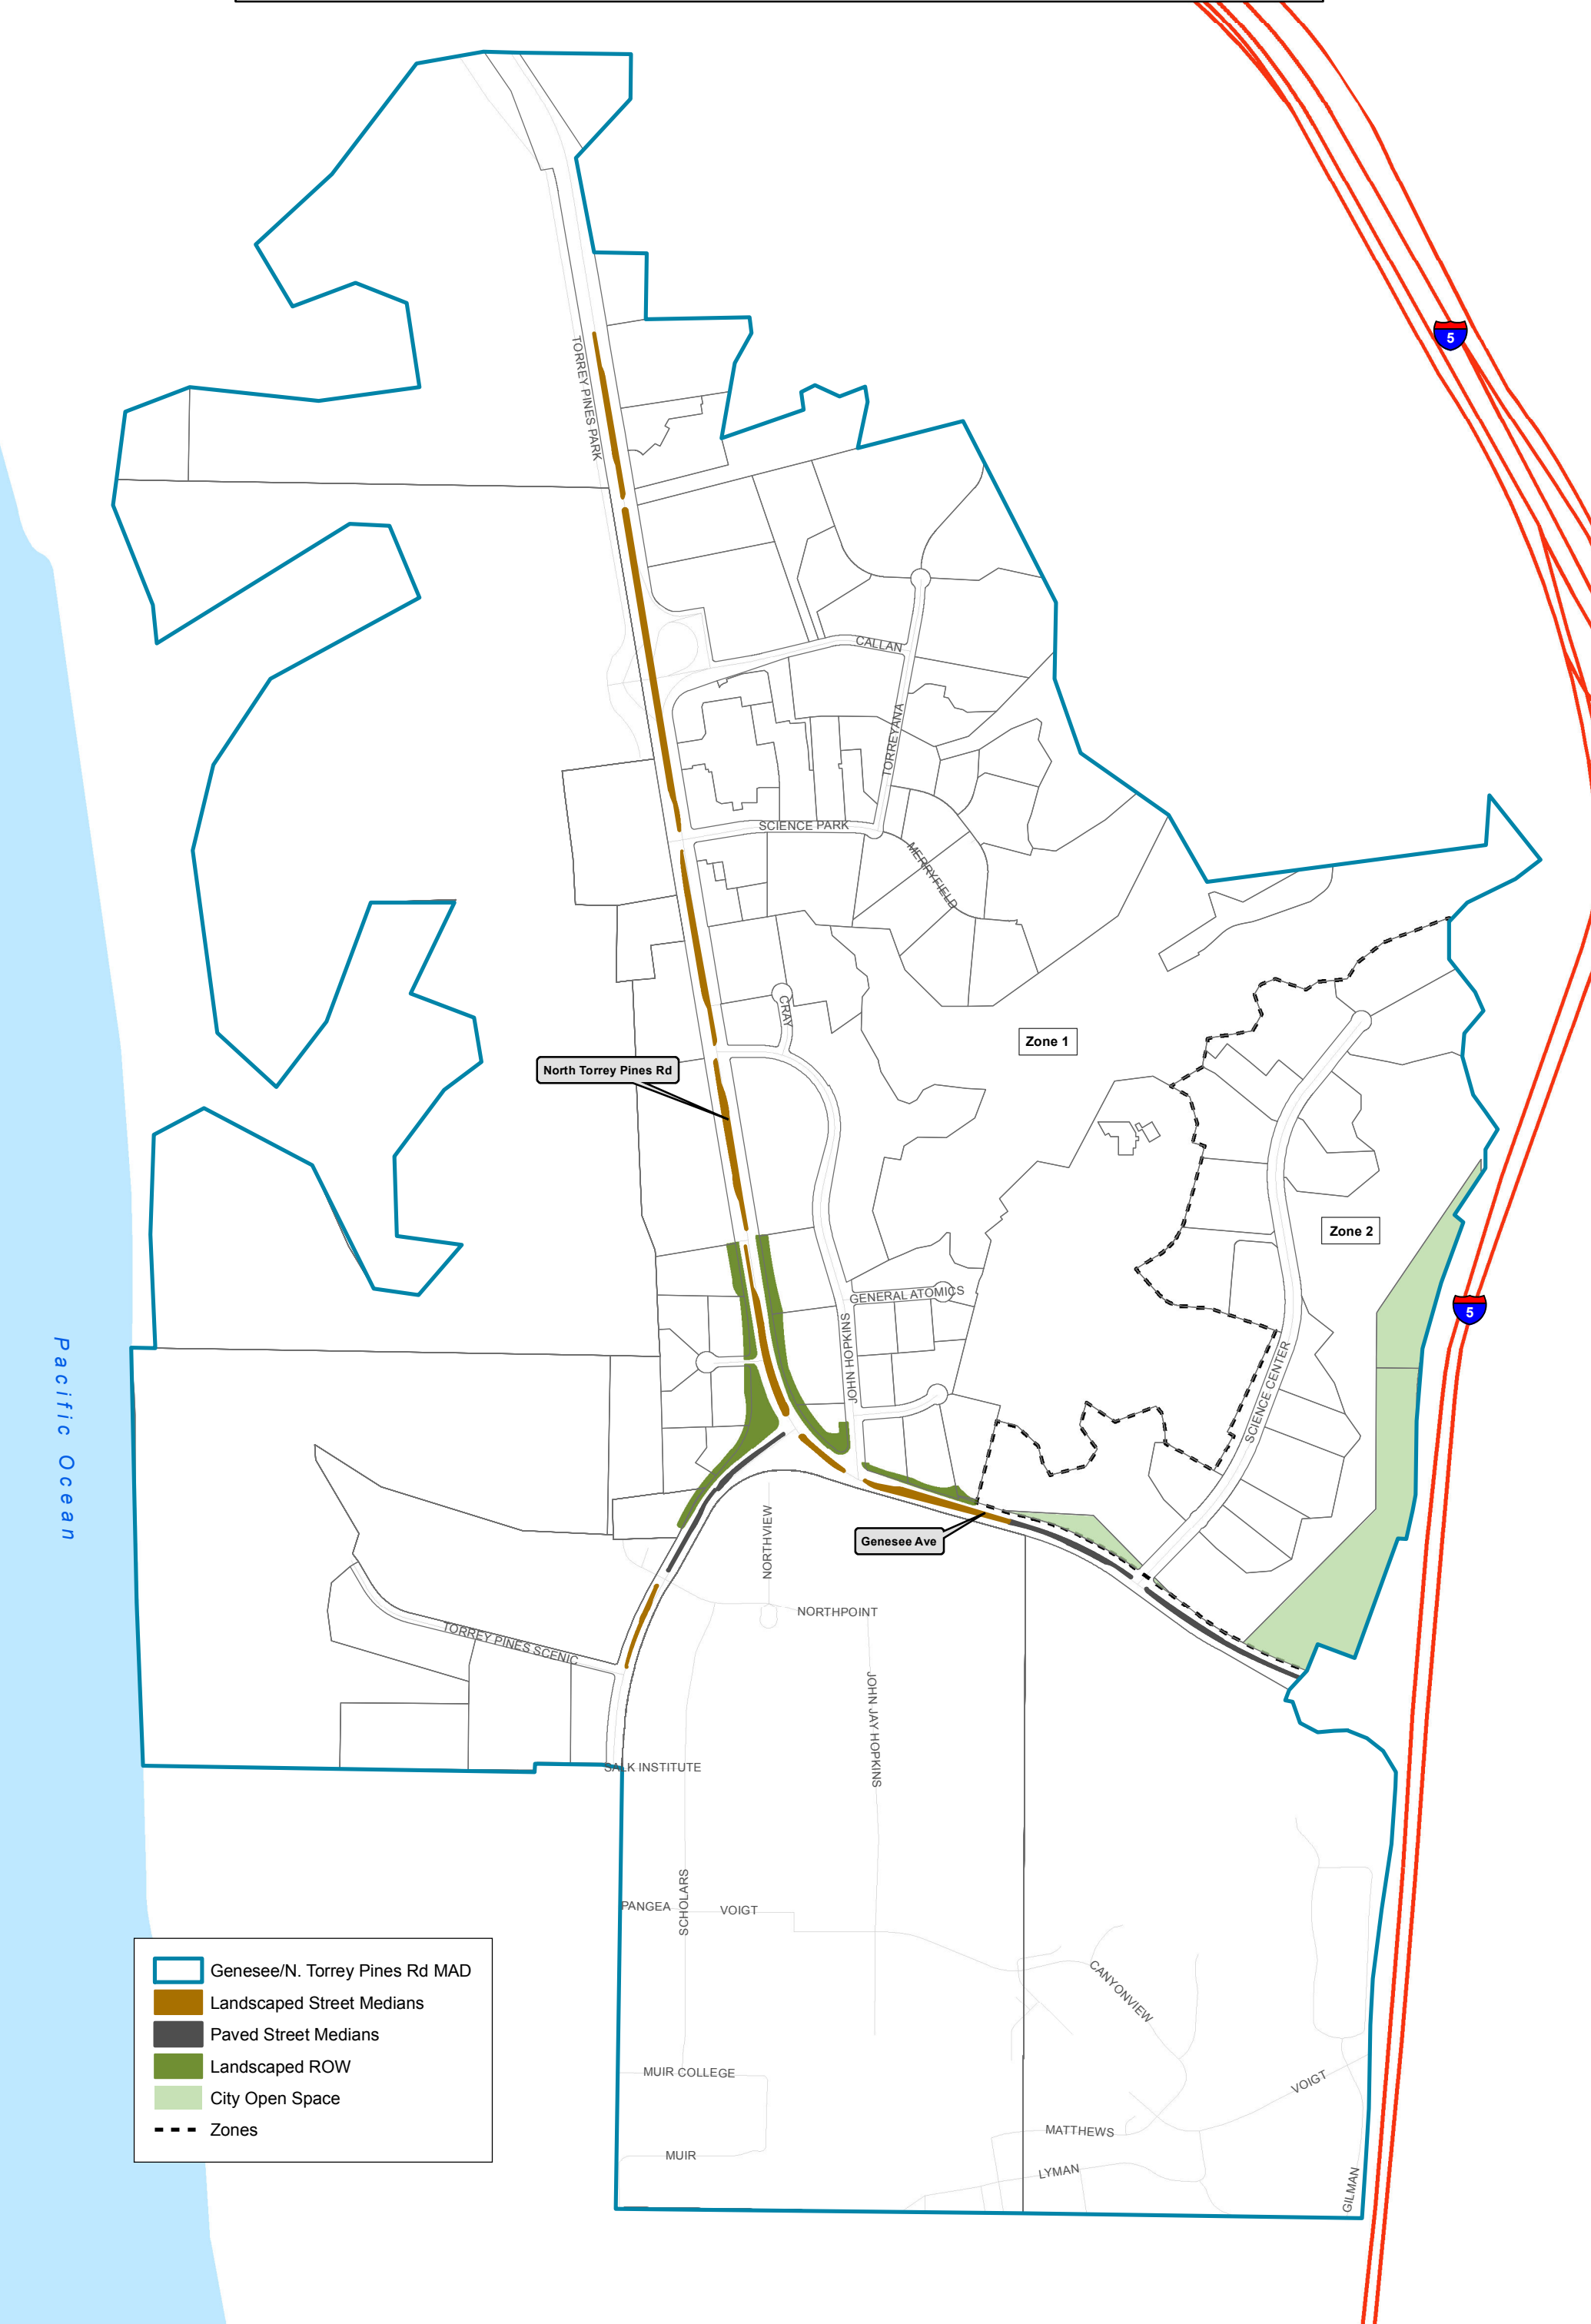 5
TORREY PINES PARK
CALLAN
TORREYANA
SCIENCE PARK
MERRYFIELD
CRAY
Zone 1
North Torrey Pines Rd
Zone 2
GENERAL ATOMICS
JOHN HOPKINS
5
SCIENCE CENTER
Pacific Ocean
Genesee Ave
NORTHVIEW
NORTHPOINT
TORREY PINES SCENIC
JOHN JAY HOPKINS
SALK INSTITUTE
SCHOLARS
PANGEA
VOIGT
CANYONVIEW
Genesee/N. Torrey Pines Rd MAD
Landscaped Street Medians
Paved Street Medians
Landscaped ROW
City Open Space
Zones
MUIR COLLEGE
VOIGT
MATTHEWS
MUIR
LYMAN
GILMAN